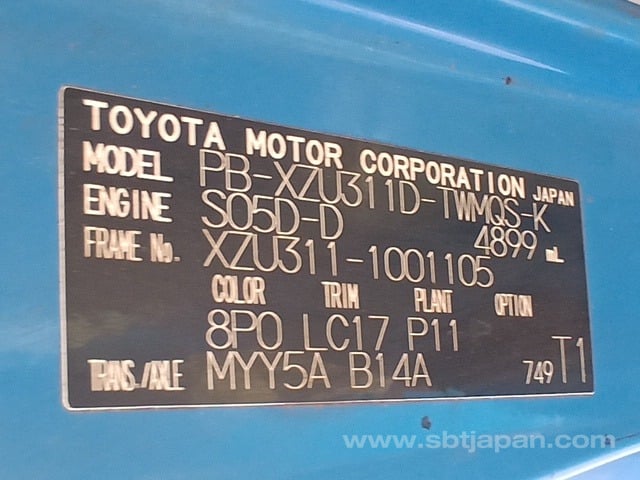 TOYOTA MOTOR CORPORATION JAPAN
MODEL PB-XZU311D-TWMQS-K
ENGINE S05D-D 4899 mL
FRAME No. XZU311-1001105
COLOR TRIM PLANT OPTION
8P0 LC17 P11
TRANS./AXLE MYY5A B14A 749 T1
www.sbtjapan.com